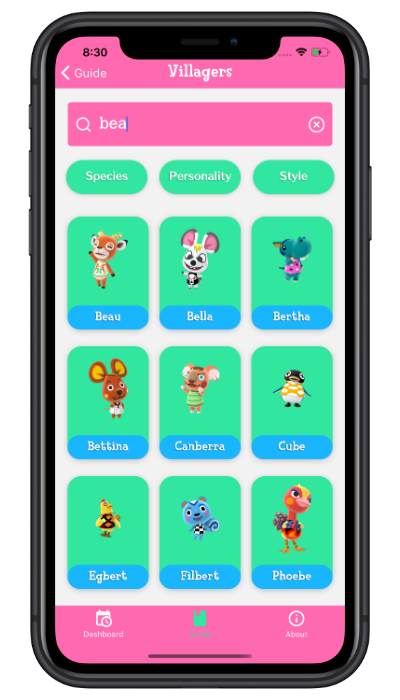 8:30
Guide
Villagers
bea
Species
Personality
Style
Beau
Bella
Bertha
Bettina
Canberra
Cube
Egbert
Filbert
Phoebe
Dashboard
About